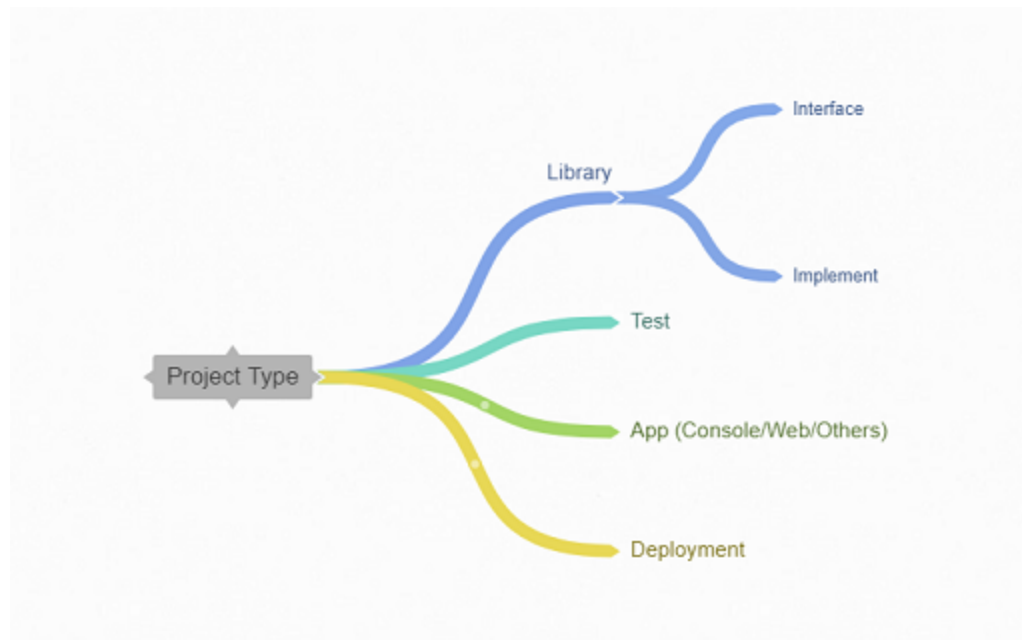 Interface
Library
Implement
Test
Project Type
App (Console/Web/Others)
Deployment